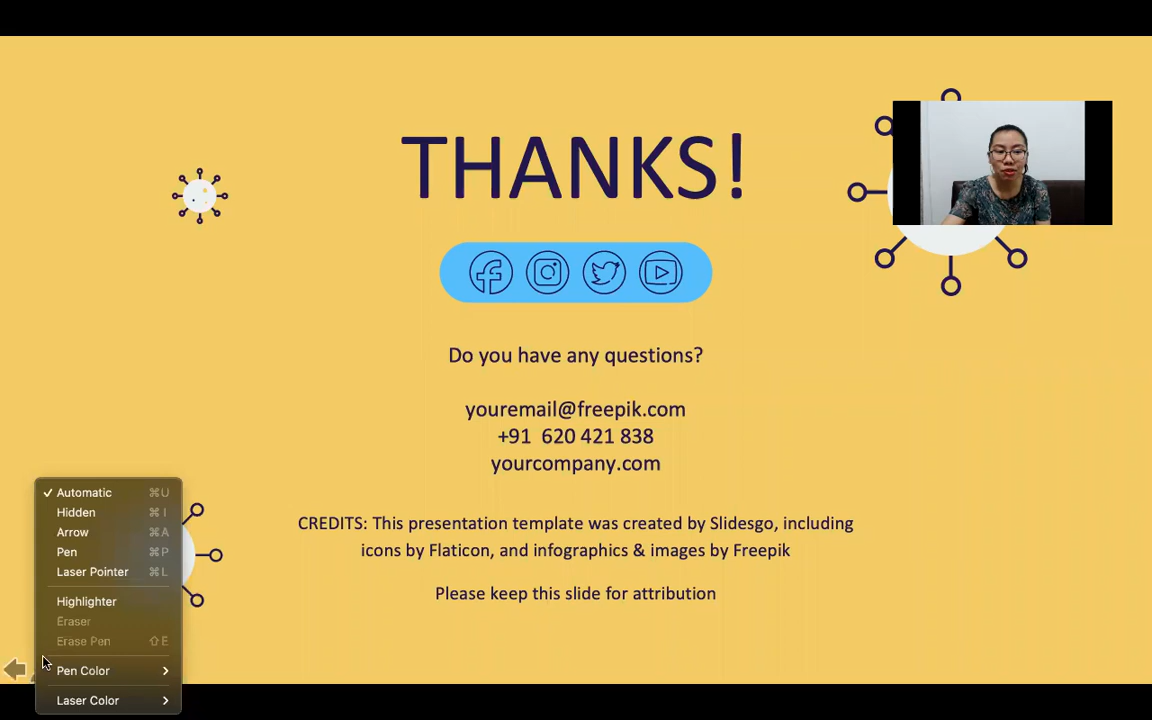 THANKS!
Do you have any questions?
youremail@freepik.com
+91 620 421 838
yourcompany.com
CREDITS: This presentation template was created by Slidesgo, including
icons by Flaticon, and infographics & images by Freepik
Please keep this slide for attribution
✓ Automatic ⌘U
Hidden ⌘I
Arrow ⌘A
Pen ⌘P
Laser Pointer ⌘L
Highlighter
Eraser
Erase Pen ⇧E
Pen Color
Laser Color